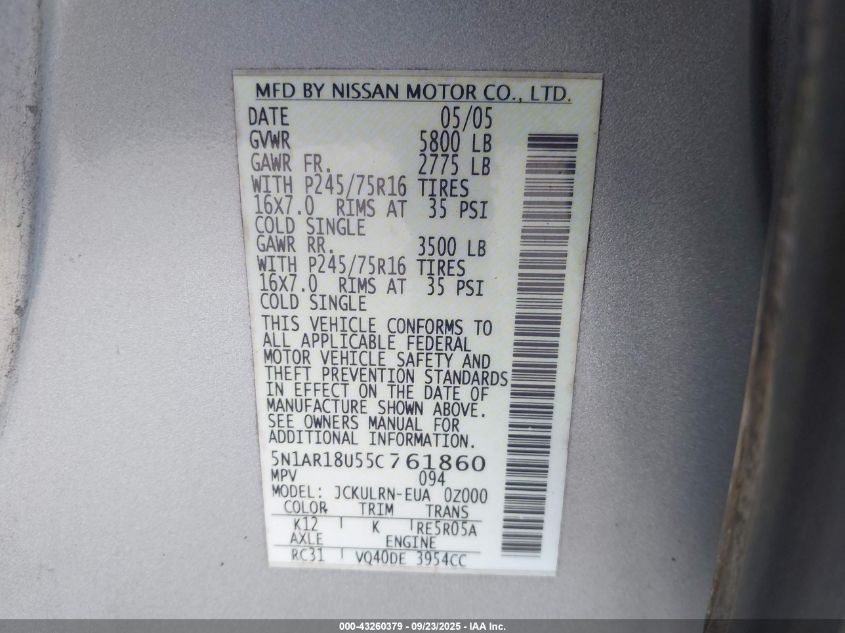 MFD BY NISSAN MOTOR CO., LTD.
DATE 05/05
GVWR 5800 LB
GAWR FR. 2775 LB
WITH P245/75R16 TIRES
16X7.0 RIMS AT 35 PSI
COLD SINGLE
GAWR RR. 3500 LB
WITH P245/75R16 TIRES
16X7.0 RIMS AT 35 PSI
COLD SINGLE
THIS VEHICLE CONFORMS TO
ALL APPLICABLE FEDERAL
MOTOR VEHICLE SAFETY AND
THEFT PREVENTION STANDARDS
IN EFFECT ON THE DATE OF
MANUFACTURE SHOWN ABOVE.
SEE OWNERS MANUAL FOR
ADDITIONAL INFORMATION.
5N1AR18U55C761860
MPV 094
MODEL: JCKULRN-EUA 0Z000
COLOR TRIM TRANS
K12 K RE5R05A
AXLE ENGINE
RC31 VQ40DE 3954CC
000-43260379 - 09/23/2025 - IAA Inc.